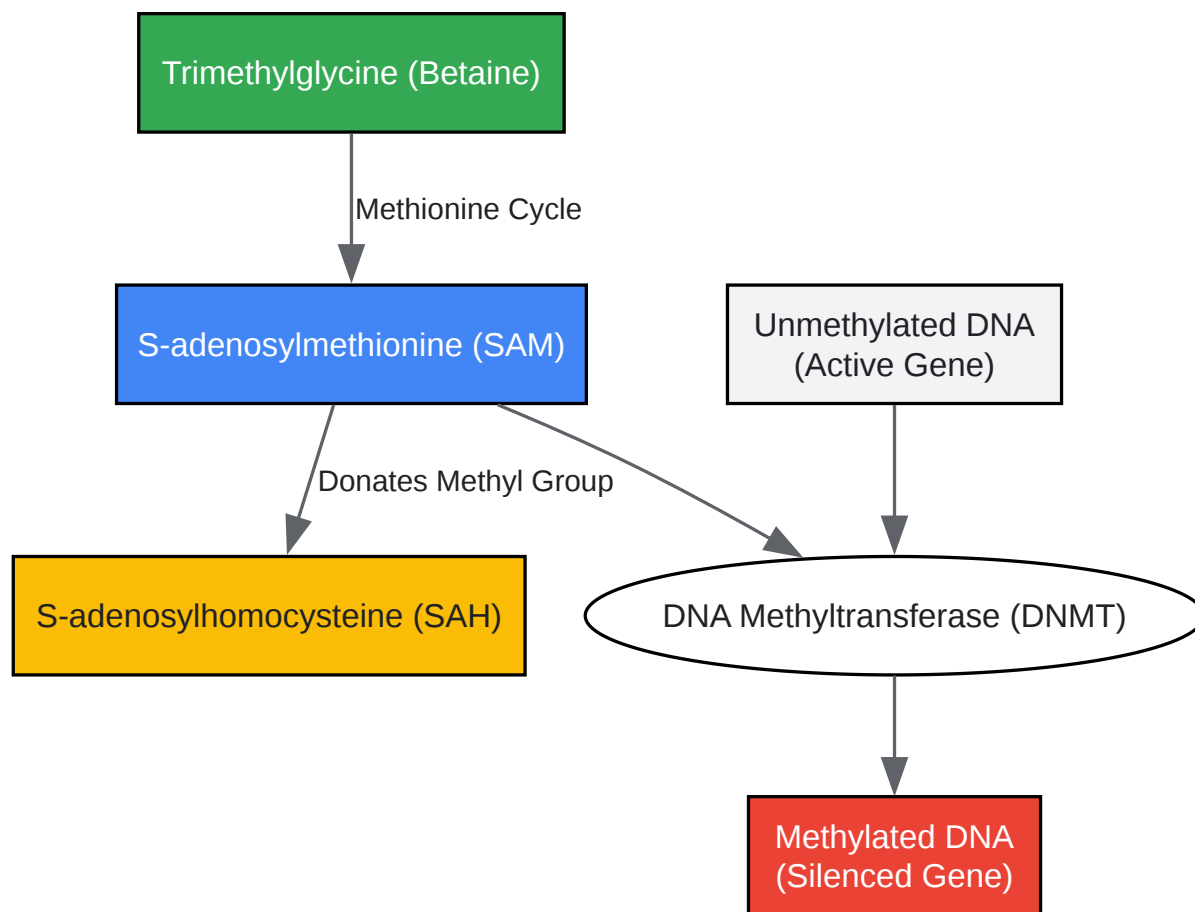 Trimethylglycine (Betaine)
Methionine Cycle
S-adenosylmethionine (SAM)
Unmethylated DNA
(Active Gene)
Donates Methyl Group
S-adenosylhomocysteine (SAH)
DNA Methyltransferase (DNMT)
Methylated DNA
(Silenced Gene)